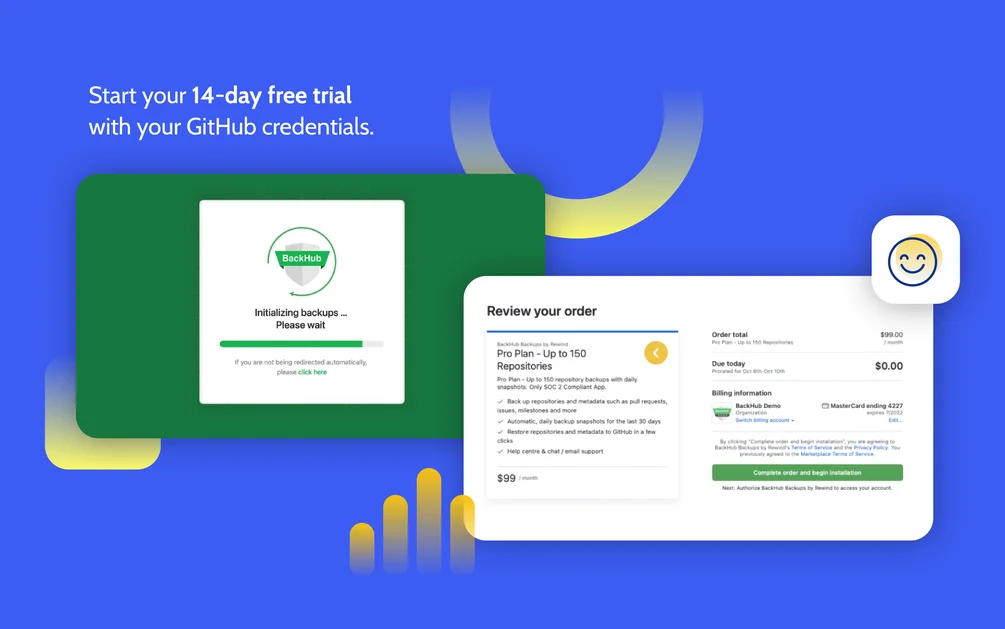 Start your 14-day free trial
with your GitHub credentials.
BackHub
Initializing backups ...
Please wait
If you are not being redirected automatically,
please click here
Review your order
BackHub Backups by Rewind
Pro Plan - Up to 150
Repositories
Pro Plan - Up to 150 repository backups with daily
snapshots. Only SOC 2 Compliant App.
Back up repositories and metadata such as pull requests,
issues, milestones and more
Automatic, daily backup snapshots for the last 30 days
Restore repositories and metadata to GitHub in a few
clicks
Help centre & chat / email support
$99 / month
Order total $99.00
Pro Plan - Up to 150 Repositories / month
Due today $0.00
Prorated for Oct 6th-Oct 10th
Billing information
BackHub Demo MasterCard ending 4227
Organization expires 7/2022
Switch billing account Edit...
By clicking "Complete order and begin installation", you are agreeing to
BackHub Backups by Rewind's Terms of Service and the Privacy Policy. You
previously agreed to the Marketplace Terms of Service.
Complete order and begin installation
Next: Authorize BackHub Backups by Rewind to access your account.